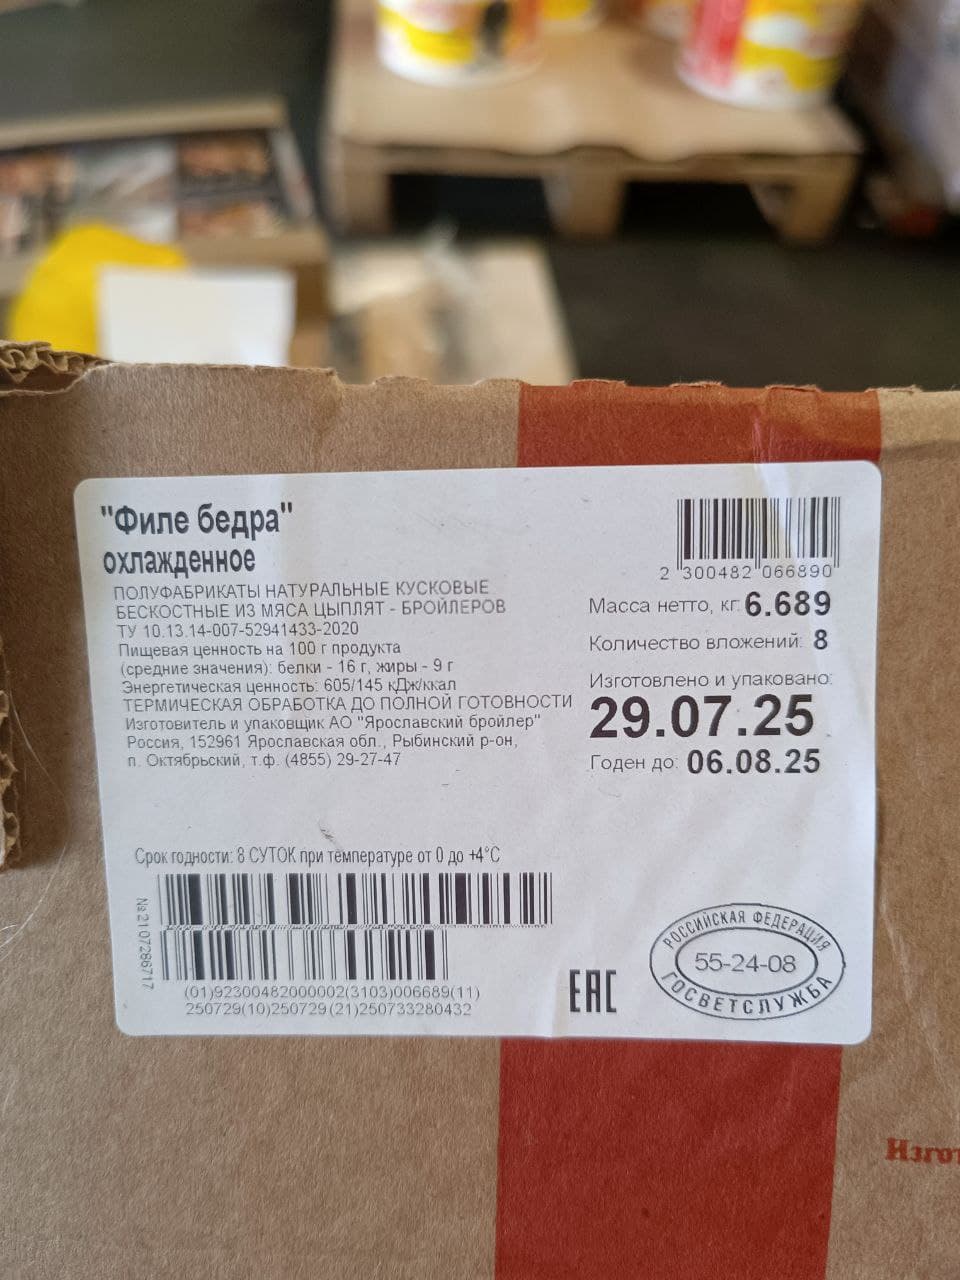 "Филе бедра"
охлажденное
ПОЛУФАБРИКАТЫ НАТУРАЛЬНЫЕ КУСКОВЫЕ
БЕСКОСТНЫЕ ИЗ МЯСА ЦЫПЛЯТ - БРОЙЛЕРОВ
ТУ 10.13.14-007-52941433-2020
Пищевая ценность на 100 г продукта
(средние значения): белки - 16 г, жиры - 9 г
Энергетическая ценность: 605/145 кДж/ккал
ТЕРМИЧЕСКАЯ ОБРАБОТКА ДО ПОЛНОЙ ГОТОВНОСТИ
Изготовитель и упаковщик АО "Ярославский бройлер"
Россия, 152961 Ярославская обл., Рыбинский р-он,
п. Октябрьский, т.ф. (4855) 29-27-47
2 300482 066890
Масса нетто, кг: 6.689
Количество вложений: 8
Изготовлено и упаковано:
29.07.25
Годен до: 06.08.25
Срок годности: 8 СУТОК при температуре от 0 до +4°С
№2107286717
(01)92300482000002(3103)006689(11)
250729(10)250729(21)250733280432
EAC
РОССИЙСКАЯ ФЕДЕРАЦИЯ
55-24-08
ГОСВЕТСЛУЖБА
Изгот